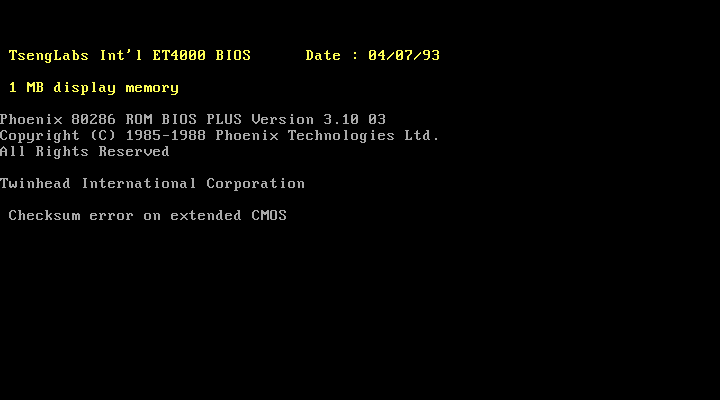 TsengLabs Int'l ET4000 BIOS      Date : 04/07/93
1 MB display memory
Phoenix 80286 ROM BIOS PLUS Version 3.10 03
Copyright (C) 1985-1988 Phoenix Technologies Ltd.
All Rights Reserved
Twinhead International Corporation
Checksum error on extended CMOS